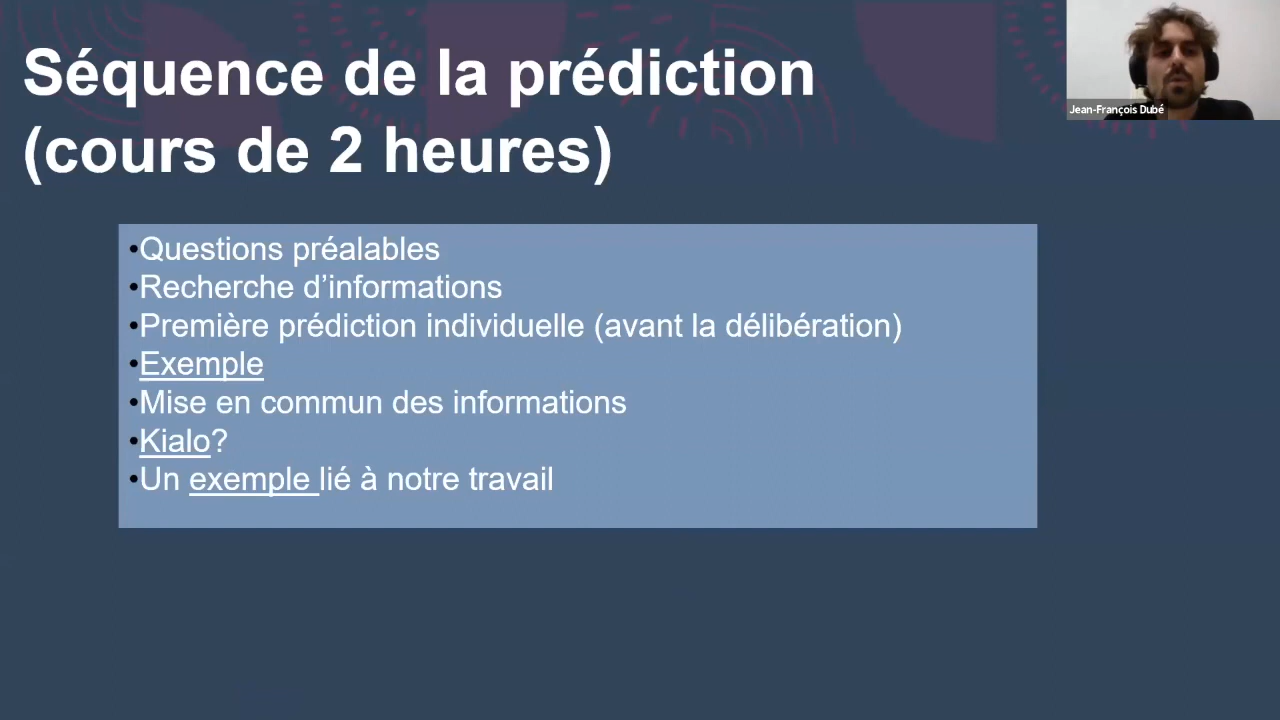 Séquence de la prédiction
(cours de 2 heures)
Jean-François Dubé
•Questions préalables
•Recherche d’informations
•Première prédiction individuelle (avant la délibération)
•Exemple
•Mise en commun des informations
•Kialo?
•Un exemple lié à notre travail